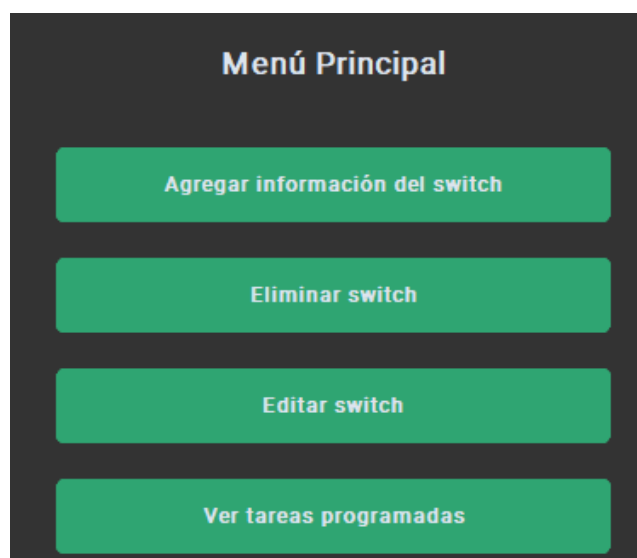 Menú Principal
Agregar información del switch
Eliminar switch
Editar switch
Ver tareas programadas